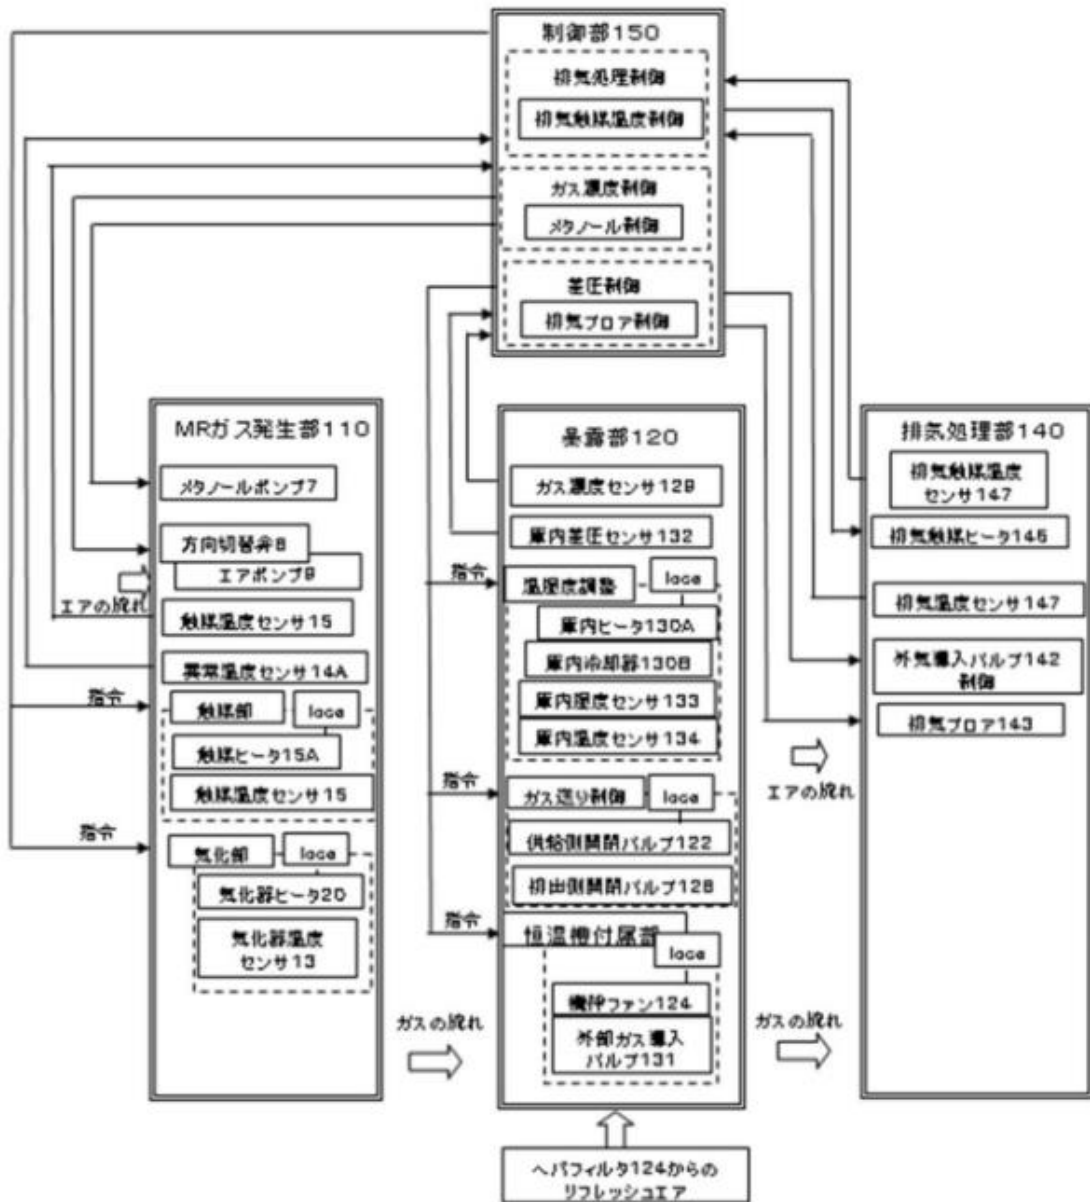 制御部150
排気処理制御
排気触媒温度制御
ガス濃度制御
メタノール制御
差圧制御
排気ブロア制御
MRガス発生部110
メタノールポンプ7
方向切替弁8
エアポンプ9
エアの流れ
触媒温度センサ15
異常温度センサ14A
指令
触媒部
触媒ヒータ15A
触媒温度センサ15
指令
気化部
気化器ヒータ20
気化器温度
センサ13
ガスの流れ
暴露部120
ガス濃度センサ129
庫内差圧センサ132
指令
温湿度調整
庫内ヒータ130A
庫内冷却器130B
庫内湿度センサ133
庫内温度センサ134
指令
ガス送り制御
供給側開閉バルブ122
排出側開閉バルブ128
指令
恒温槽付属部
攪拌ファン124
外部ガス導入
バルブ131
ガスの流れ
排気処理部140
排気触媒温度
センサ147
排気触媒ヒータ146
排気温度センサ147
外気導入バルブ142
制御
排気ブロア143
エアの流れ
ヘパフィルタ124からの
リフレッシュエア